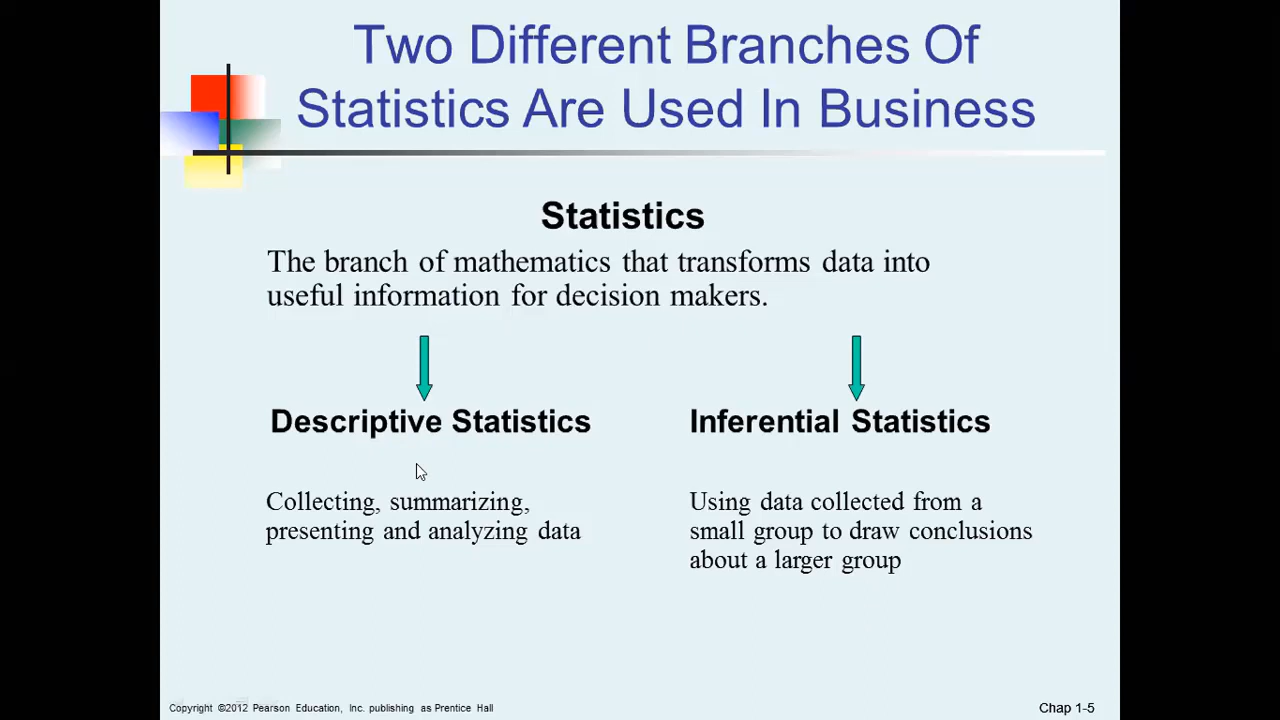 Two Different Branches Of
Statistics Are Used In Business
Statistics
The branch of mathematics that transforms data into
useful information for decision makers.
Descriptive Statistics
Collecting, summarizing,
presenting and analyzing data
Inferential Statistics
Using data collected from a
small group to draw conclusions
about a larger group
Copyright ©2012 Pearson Education, Inc. publishing as Prentice Hall
Chap 1-5